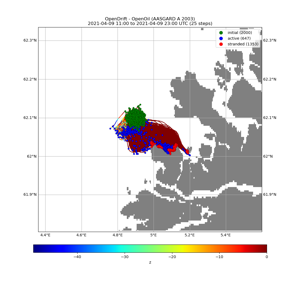 OpenDrift - OpenOil (AASGARD A 2003)
2021-04-09 11:00 to 2021-04-09 23:00 UTC (25 steps)
initial (2000)
active (647)
stranded (1353)
62.3°N
62.3°N
62.2°N
62.2°N
62.1°N
62.1°N
62°N
62°N
61.9°N
61.9°N
4.4°E
4.6°E
4.8°E
5°E
5.2°E
5.4°E
−40
−30
−20
−10
0
z